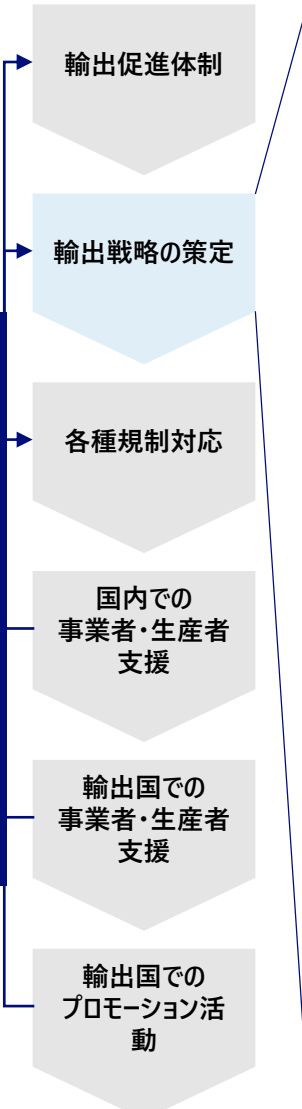 輸出促進体制
輸出戦略の策定
各種規制対応
国内での
事業者・生産者
支援
輸出国での
事業者・生産者
支援
輸出国での
プロモーション活
動